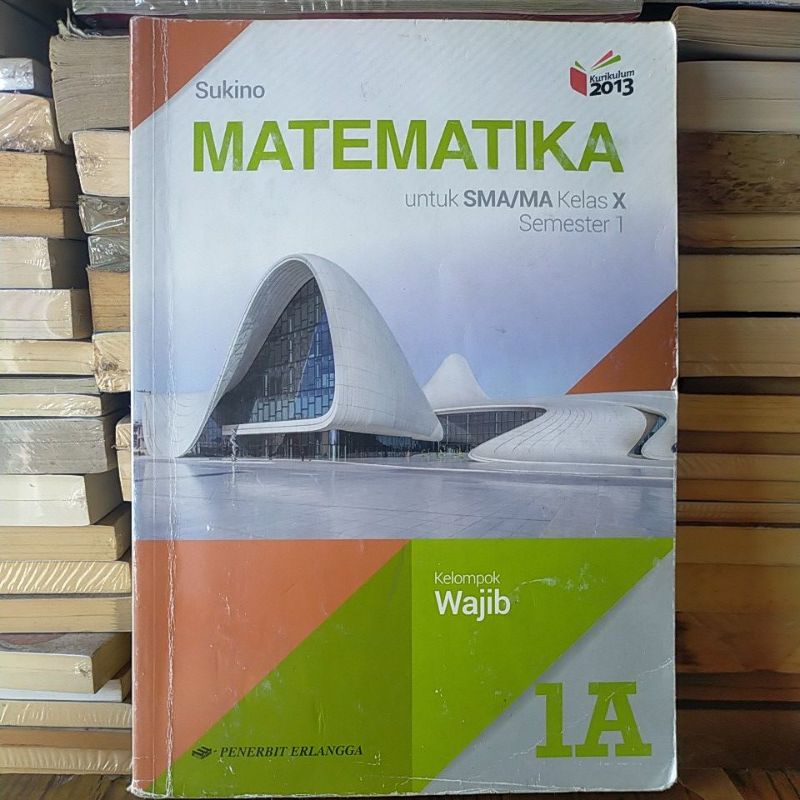 Sukino
Kurikulum
2013
MATEMATIKA
untuk SMA/MA Kelas X
Semester 1
Kelompok
Wajib
1A
PENERBIT ERLANGGA